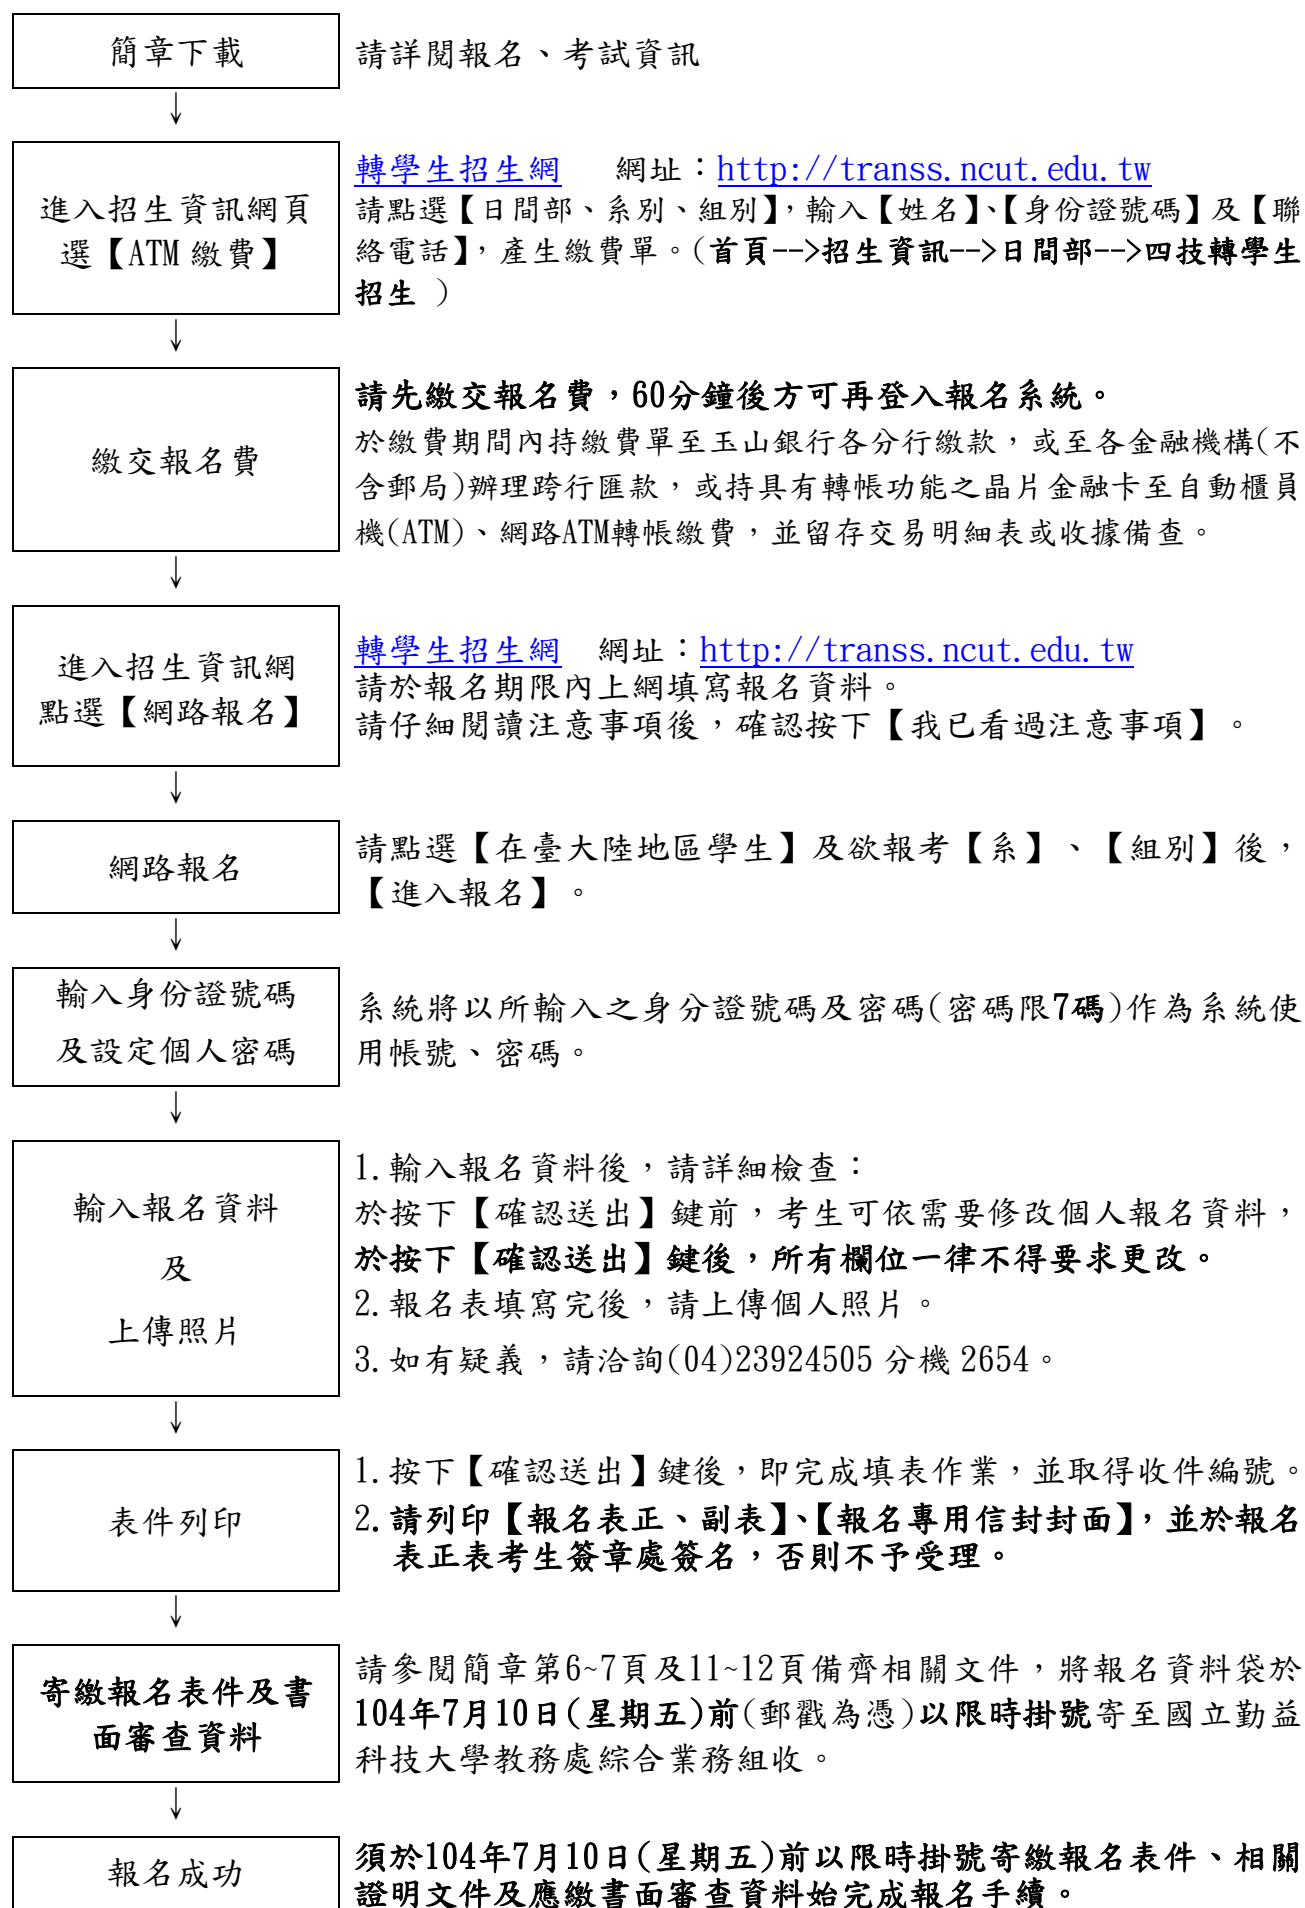 簡章下載
請詳閱報名、考試資訊
↓
進入招生資訊網頁
選【ATM 繳費】
轉學生招生網 網址：http://transs.ncut.edu.tw
請點選【日間部、系別、組別】，輸入【姓名】、【身份證號碼】及【聯
絡電話】，產生繳費單。(首頁-->招生資訊-->日間部-->四技轉學生
招生 )
↓
繳交報名費
請先繳交報名費，60分鐘後方可再登入報名系統。
於繳費期間內持繳費單至玉山銀行各分行繳款，或至各金融機構(不
含郵局)辦理跨行匯款，或持具有轉帳功能之晶片金融卡至自動櫃員
機(ATM)、網路ATM轉帳繳費，並留存交易明細表或收據備查。
↓
進入招生資訊網
點選【網路報名】
轉學生招生網 網址：http://transs.ncut.edu.tw
請於報名期限內上網填寫報名資料。
請仔細閱讀注意事項後，確認按下【我已看過注意事項】。
↓
網路報名
請點選【在臺大陸地區學生】及欲報考【系】、【組別】後，
【進入報名】。
↓
輸入身份證號碼
及設定個人密碼
系統將以所輸入之身分證號碼及密碼(密碼限7碼)作為系統使
用帳號、密碼。
↓
輸入報名資料
及
上傳照片
1.輸入報名資料後，請詳細檢查：
於按下【確認送出】鍵前，考生可依需要修改個人報名資料，
於按下【確認送出】鍵後，所有欄位一律不得要求更改。
2.報名表填寫完後，請上傳個人照片。
3.如有疑義，請洽詢(04)23924505 分機 2654。
↓
表件列印
1.按下【確認送出】鍵後，即完成填表作業，並取得收件編號。
2.請列印【報名表正、副表】、【報名專用信封封面】，並於報名
表正表考生簽章處簽名，否則不予受理。
↓
寄繳報名表件及書
面審查資料
請參閱簡章第6~7頁及11~12頁備齊相關文件，將報名資料袋於
104年7月10日(星期五)前(郵戳為憑)以限時掛號寄至國立勤益
科技大學教務處綜合業務組收。
↓
報名成功
須於104年7月10日(星期五)前以限時掛號寄繳報名表件、相關
證明文件及應繳書面審查資料始完成報名手續。